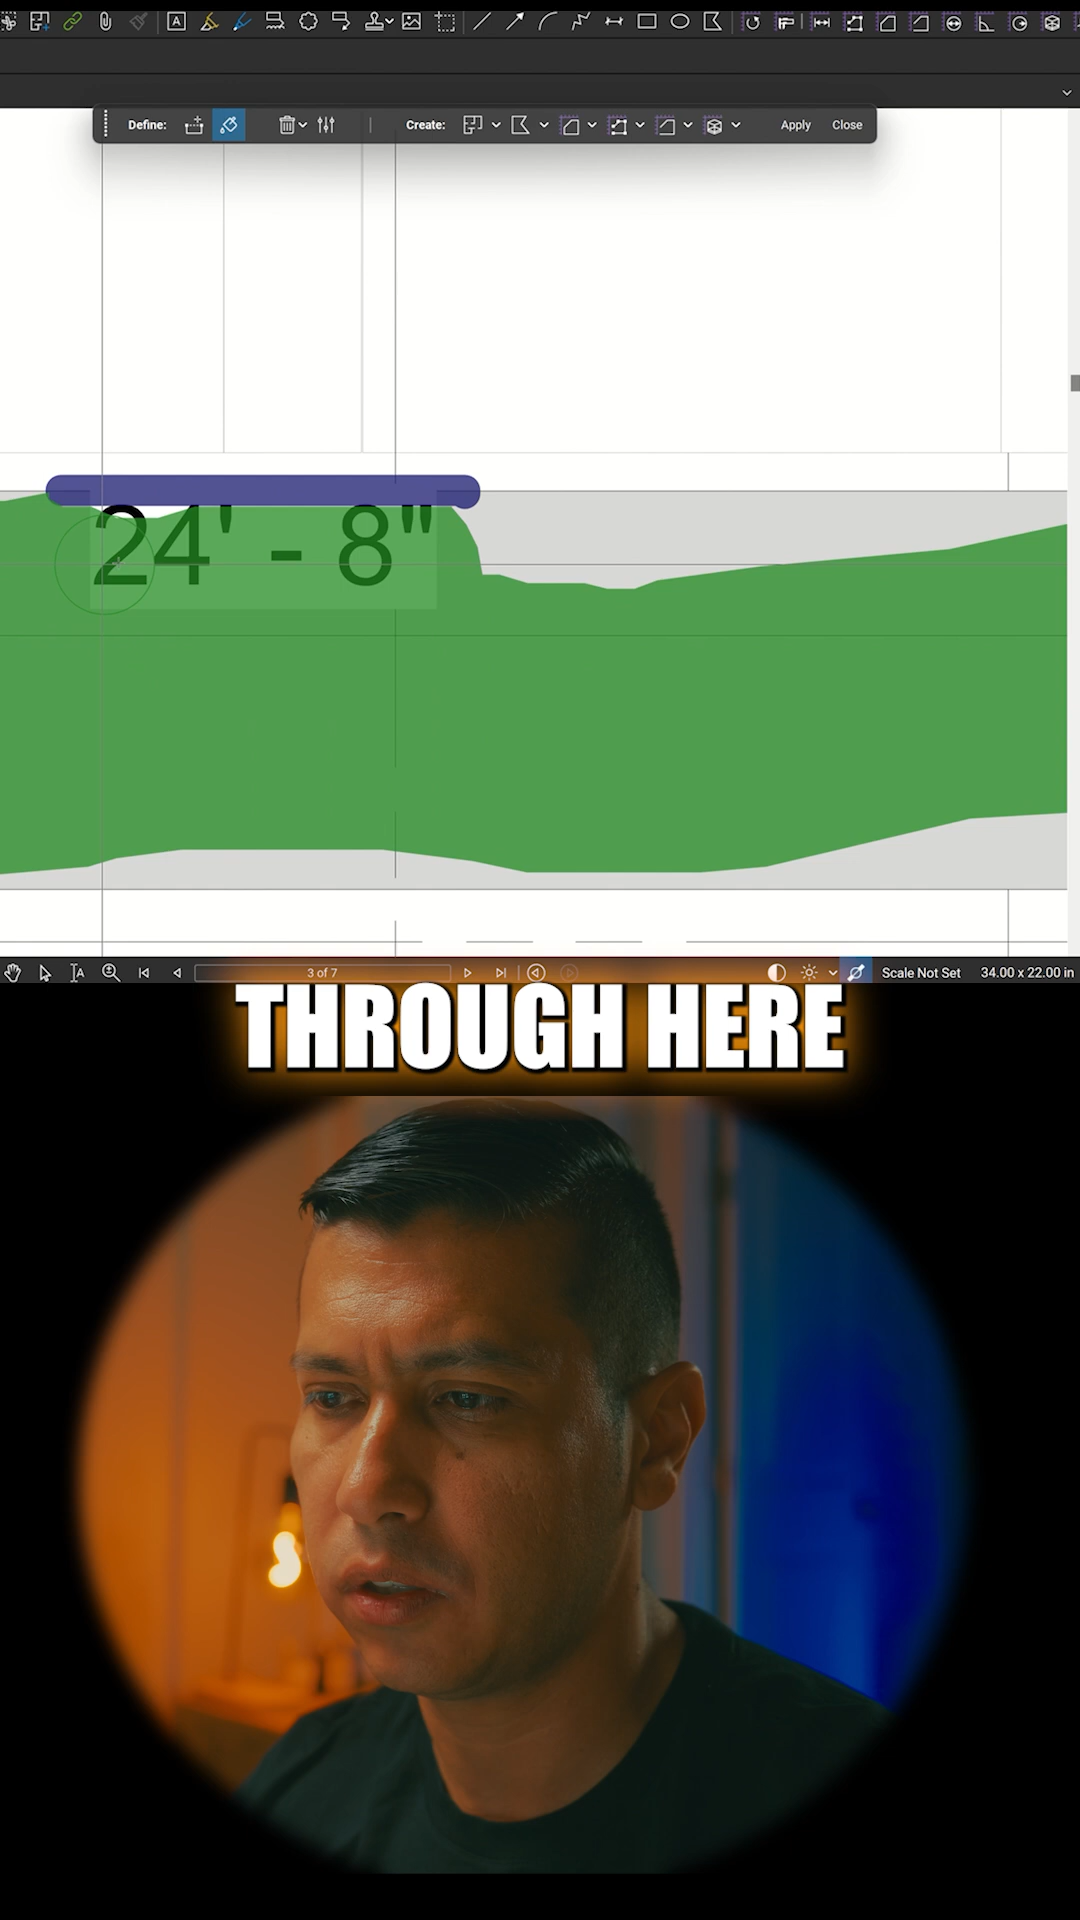 A
Define: Create: Apply Close
24' - 8"
A 3 of 7 Scale Not Set 34.00 x 22.00 in
THROUGH HERE